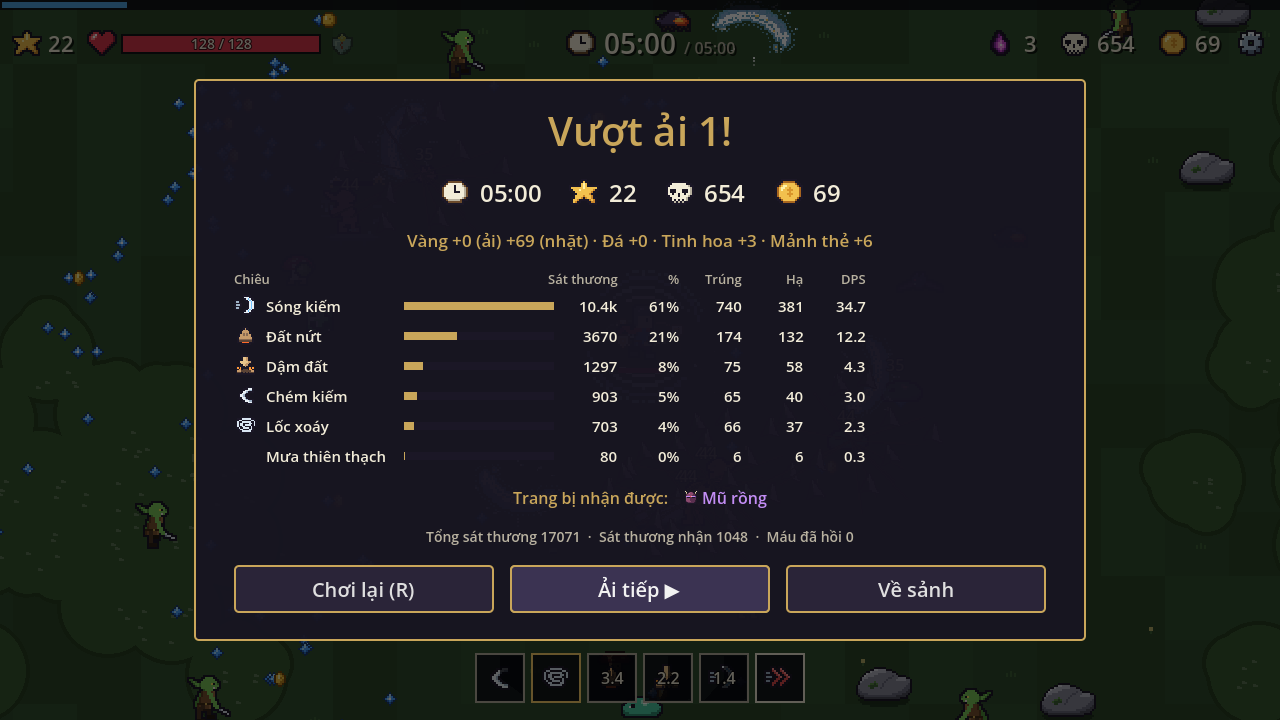 22 128 / 128 05:00 / 05:00 3 654 69
Vượt ải 1!
05:00 22 654 69
Vàng +0 (ải) +69 (nhặt) · Đá +0 · Tinh hoa +3 · Mảnh thẻ +6
Chiêu Sát thương % Trúng Hạ DPS
Sóng kiếm 10.4k 61% 740 381 34.7
Đất nứt 3670 21% 174 132 12.2
Dậm đất 1297 8% 75 58 4.3
Chém kiếm 903 5% 65 40 3.0
Lốc xoáy 703 4% 66 37 2.3
Mưa thiên thạch 80 0% 6 6 0.3
Trang bị nhận được: Mũ rồng
Tổng sát thương 17071 · Sát thương nhận 1048 · Máu đã hồi 0
Chơi lại (R) Ải tiếp ▶ Về sảnh
3.4 2.2 1.4